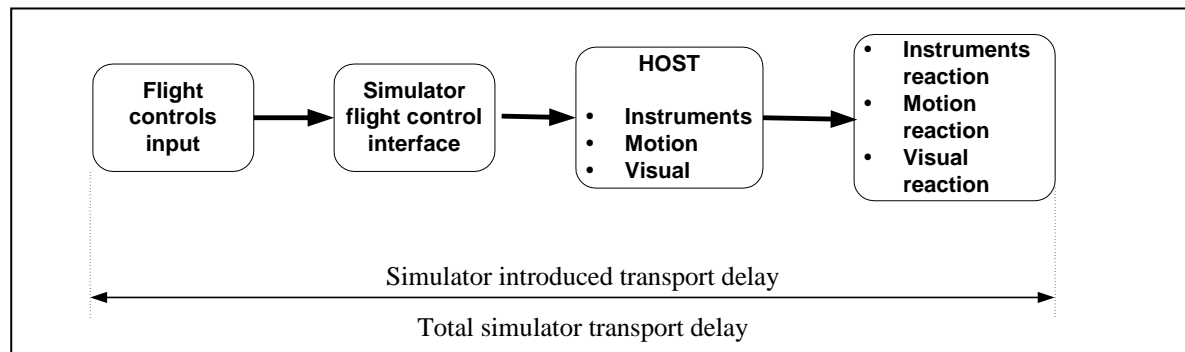 Flight
controls
input
Simulator
flight control
interface
HOST
• Instruments
• Motion
• Visual
• Instruments
reaction
• Motion
reaction
• Visual
reaction
Simulator introduced transport delay
Total simulator transport delay